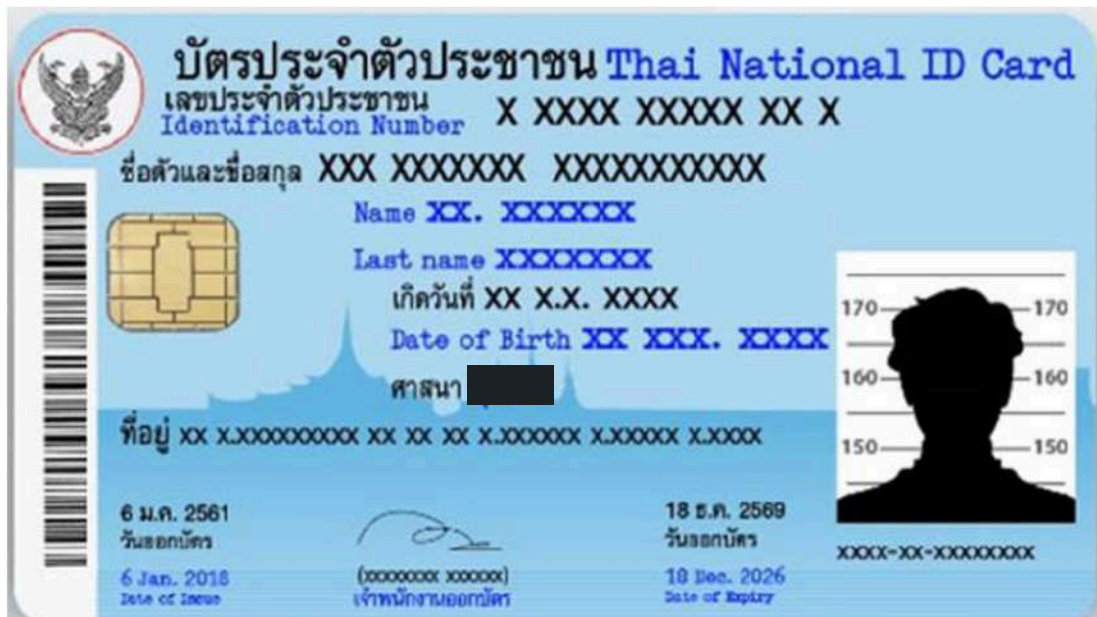 บัตรประจำตัวประชาชน Thai National ID Card
เลขประจำตัวประชาชน
Identification Number X XXXX XXXXX XX X
ชื่อตัวและชื่อสกุล XXX XXXXXXX XXXXXXXXXXX
Name XX. XXXXXX
Last name XXXXXXXX
เกิดวันที่ XX X.X. XXXX
Date of Birth XX XXX. XXXX
ศาสนา
ที่อยู่ XX X.XXXXXXXXX XX XX XX X.XXXXXX X.XXXXX X.XXXX
170 170
160 160
150 150
XXXX-XX-XXXXXXXX
6 ม.ค. 2561
วันออกบัตร
6 Jan. 2018
Date of Issue
(XXXXXXXX XXXXXX)
เจ้าพนักงานออกบัตร
18 ธ.ค. 2569
วันออกบัตร
18 Dec. 2026
Date of Expiry